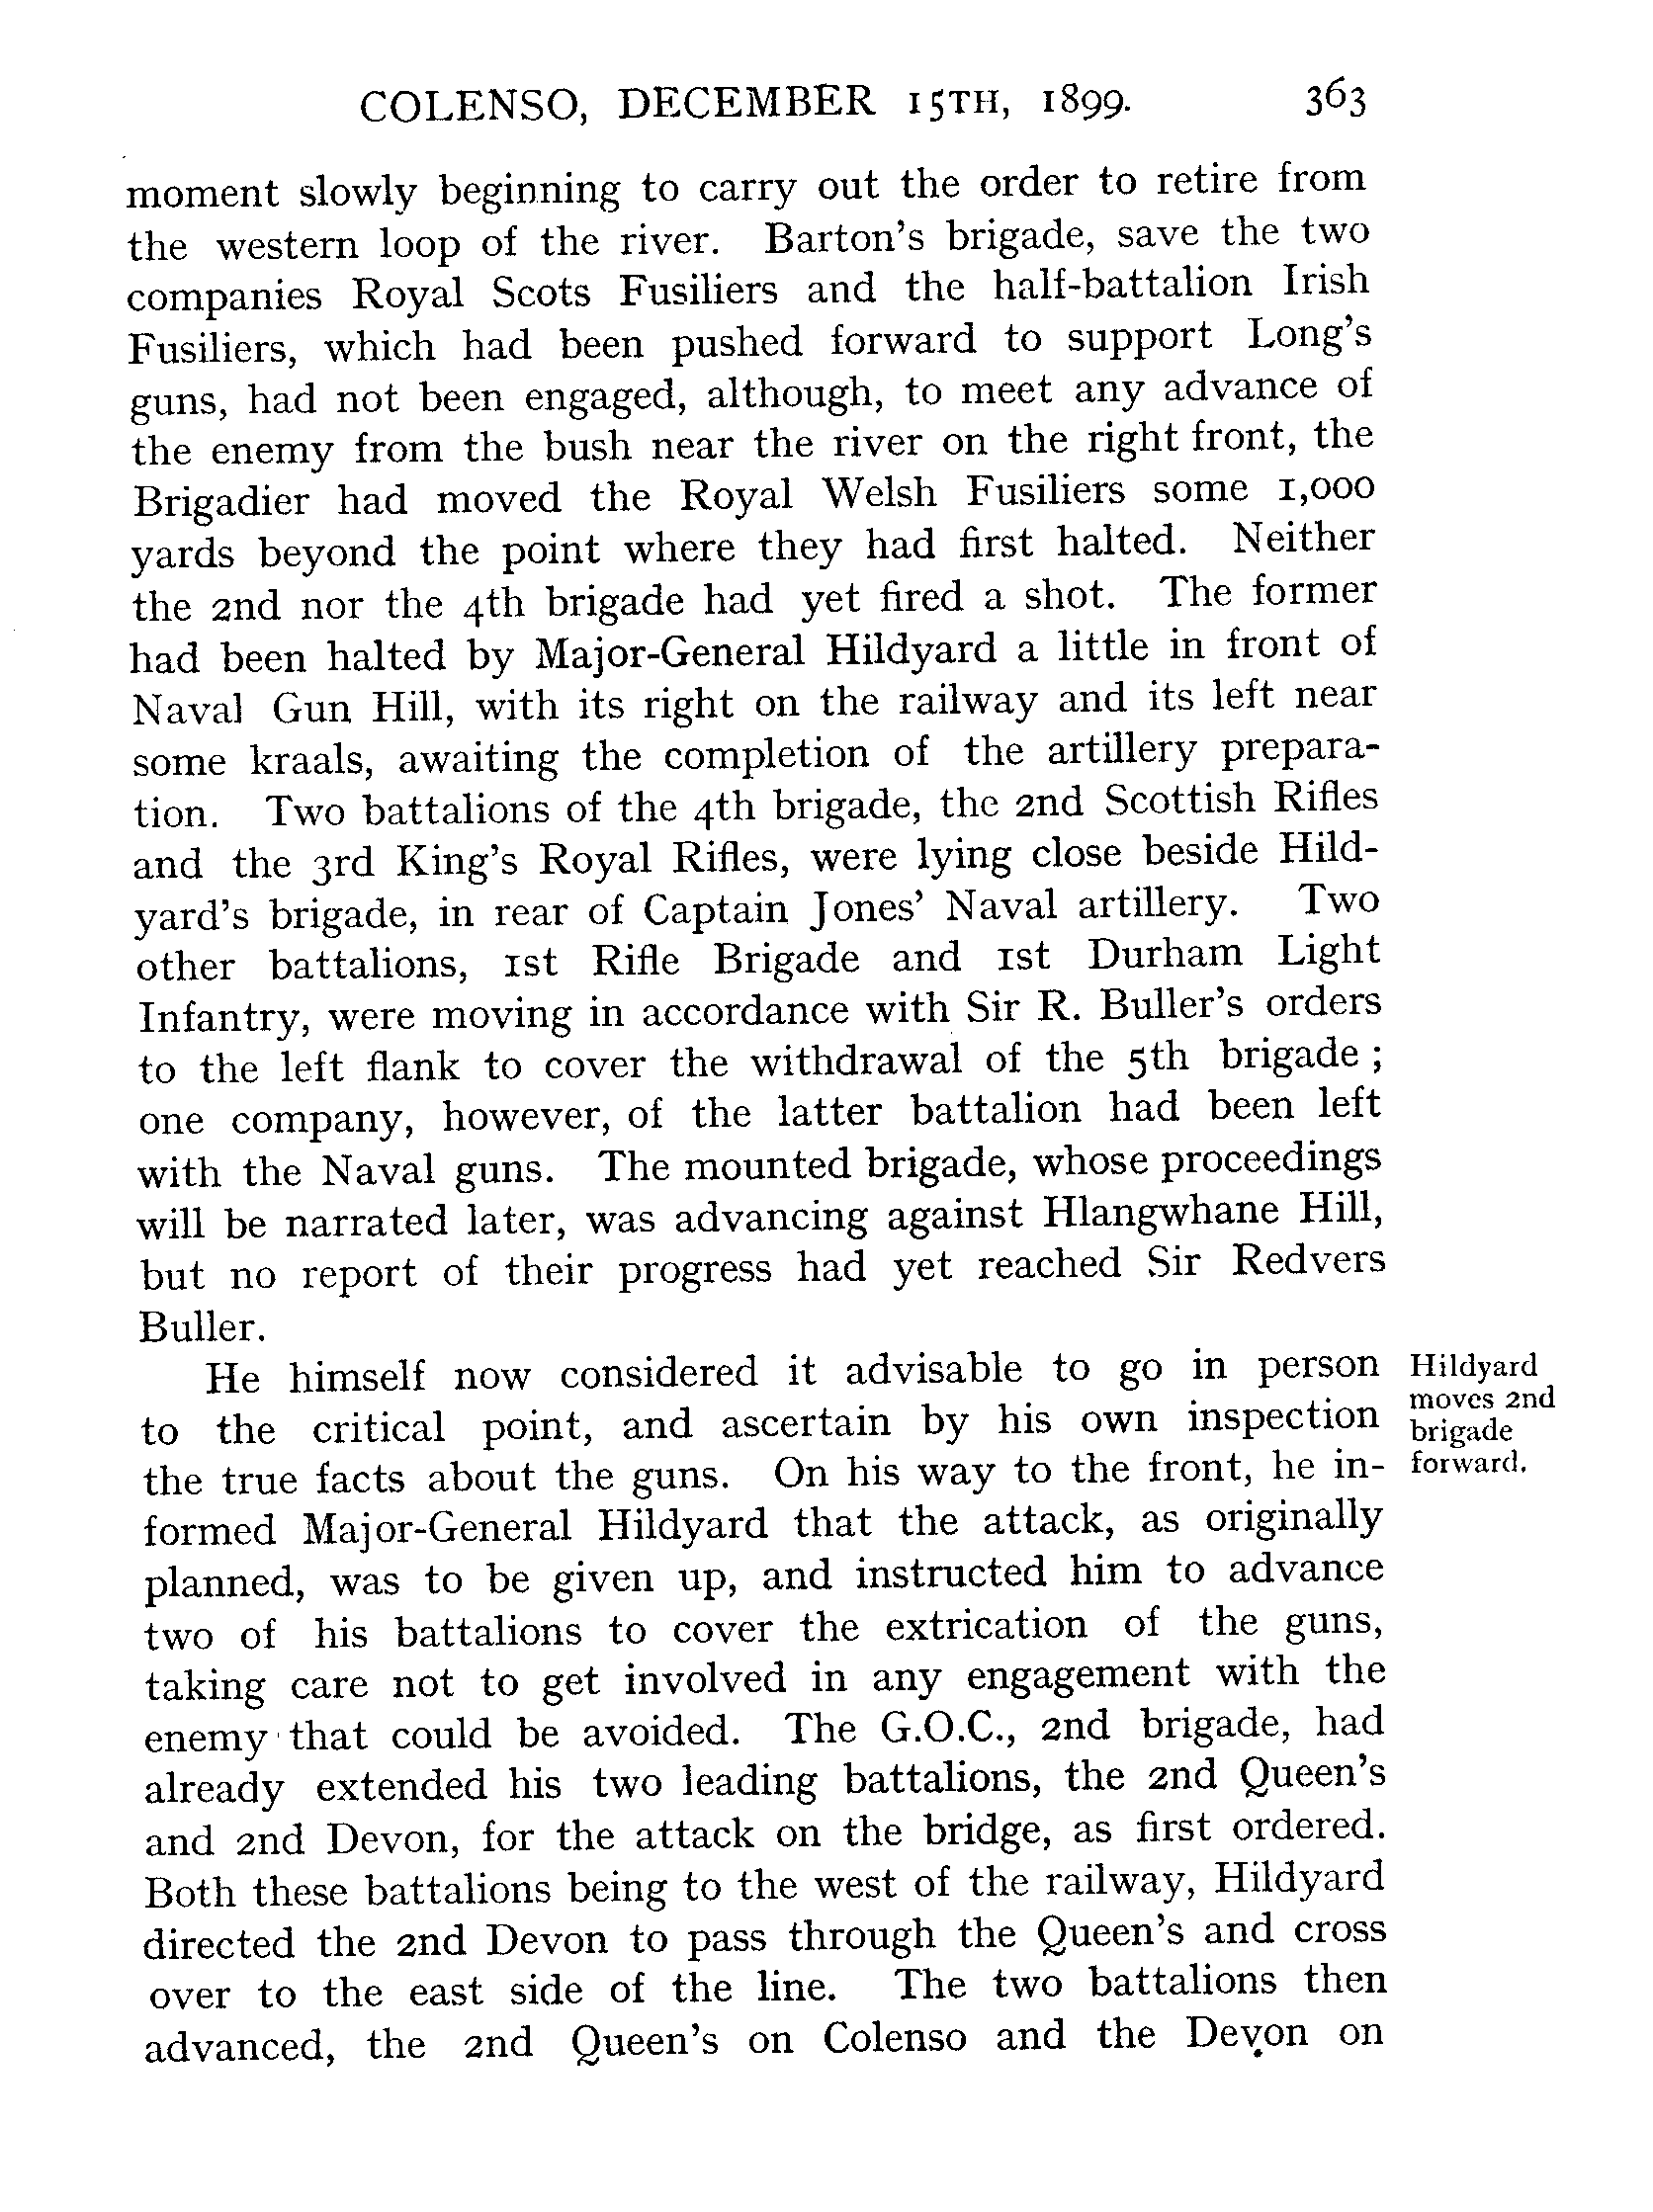 COLENSO, DECEMBER 15TH, 1899. 363
moment slowly beginning to carry out the order to retire from
the western loop of the river. Barton's brigade, save the two
companies Royal Scots Fusiliers and the half-battalion Irish
Fusiliers, which had been pushed forward to support Long's
guns, had not been engaged, although, to meet any advance of
the enemy from the bush near the river on the right front, the
Brigadier had moved the Royal Welsh Fusiliers some 1,000
yards beyond the point where they had first halted. Neither
the 2nd nor the 4th brigade had yet fired a shot. The former
had been halted by Major-General Hildyard a little in front of
Naval Gun Hill, with its right on the railway and its left near
some kraals, awaiting the completion of the artillery prepara-
tion. Two battalions of the 4th brigade, the 2nd Scottish Rifles
and the 3rd King's Royal Rifles, were lying close beside Hild-
yard's brigade, in rear of Captain Jones' Naval artillery. Two
other battalions, 1st Rifle Brigade and 1st Durham Light
Infantry, were moving in accordance with Sir R. Buller's orders
to the left flank to cover the withdrawal of the 5th brigade ;
one company, however, of the latter battalion had been left
with the Naval guns. The mounted brigade, whose proceedings
will be narrated later, was advancing against Hlangwhane Hill,
but no report of their progress had yet reached Sir Redvers
Buller.
He himself now considered it advisable to go in person
to the critical point, and ascertain by his own inspection
the true facts about the guns. On his way to the front, he in-
formed Major-General Hildyard that the attack, as originally
planned, was to be given up, and instructed him to advance
two of his battalions to cover the extrication of the guns,
taking care not to get involved in any engagement with the
enemy that could be avoided. The G.O.C., 2nd brigade, had
already extended his two leading battalions, the 2nd Queen's
and 2nd Devon, for the attack on the bridge, as first ordered.
Both these battalions being to the west of the railway, Hildyard
directed the 2nd Devon to pass through the Queen's and cross
over to the east side of the line. The two battalions then
advanced, the 2nd Queen's on Colenso and the Devon on
Hildyard
moves 2nd
brigade
forward.